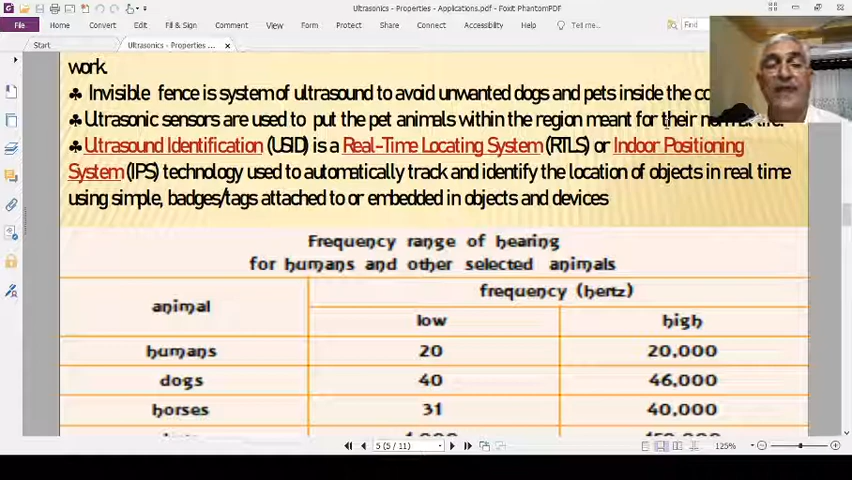 Ultrasonics - Properties - Applications.pdf - Foxit PhantomPDF
File Home Convert Edit Fill & Sign Comment View Form Protect Share Connect Accessibility Help Tell me... Find
Start Ultrasonics - Properties ... ×
work.
♣ Invisible fence is system of ultrasound to avoid unwanted dogs and pets inside the
♣ Ultrasonic sensors are used to put the pet animals within the region meant for their
♣ Ultrasound Identification (USID) is a Real-Time Locating System (RTLS) or Indoor Positioning
System (IPS) technology used to automatically track and identify the location of objects in real time
using simple, badges/tags attached to or embedded in objects and devices
Frequency range of hearing
for humans and other selected animals
animal frequency (hertz)
low high
humans 20 20,000
dogs 40 46,000
horses 31 40,000
5 (5 / 11) 125%